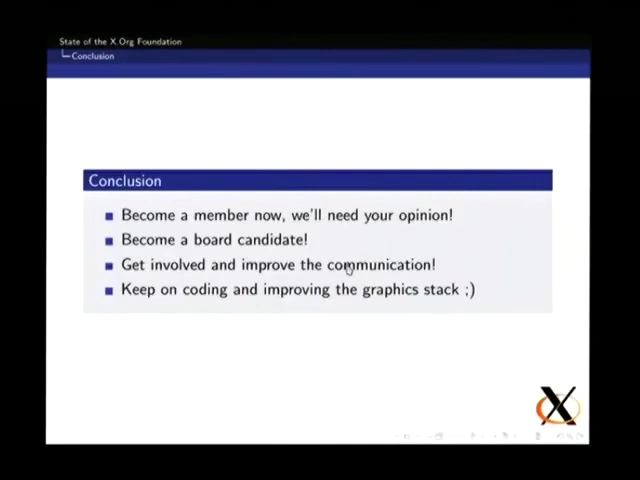 State of the X.Org Foundation
Conclusion
Conclusion
Become a member now, we'll need your opinion!
Become a board candidate!
Get involved and improve the communication!
Keep on coding and improving the graphics stack ;)
X